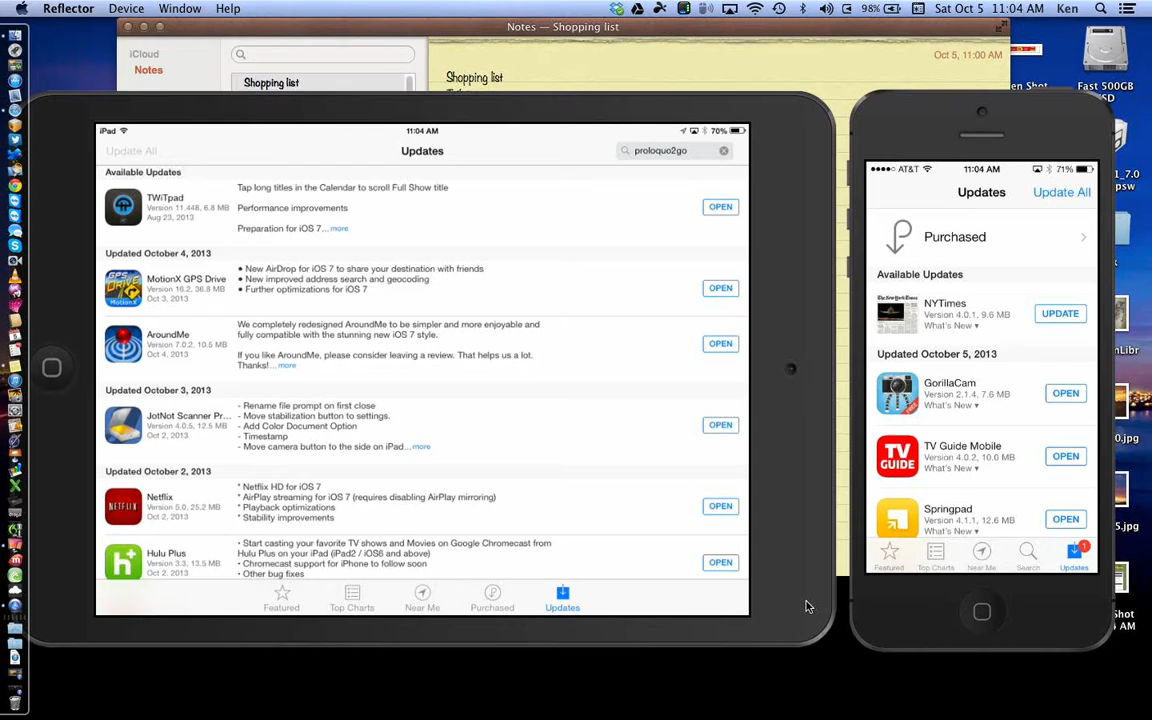 Reflector Device Window Help
98% Sat Oct 5 11:04 AM Ken
Notes — Shopping list
iCloud
Notes
Shopping list
Oct 5, 11:00 AM
Shopping list
Fast 500GB
iPad 11:04 AM 70%
Update All Updates proloquo2go
Available Updates
TWiTpad
Version 11.448, 6.8 MB
Aug 23, 2013
Tap long titles in the Calendar to scroll Full Show title
Performance improvements
Preparation for iOS 7...more
OPEN
Updated October 4, 2013
GPS
DRIVE
MotionX
MotionX GPS Drive
Version 16.2, 36.8 MB
Oct 3, 2013
• New AirDrop for iOS 7 to share your destination with friends
• New improved address search and geocoding
• Further optimizations for iOS 7
OPEN
AroundMe
Version 7.0.2, 10.5 MB
Oct 4, 2013
We completely redesigned AroundMe to be simpler and more enjoyable and
fully compatible with the stunning new iOS 7 style.
If you like AroundMe, please consider leaving a review. That helps us a lot.
Thanks!...more
OPEN
Updated October 3, 2013
JotNot Scanner Pr...
Version 4.0.5, 12.5 MB
Oct 2, 2013
- Rename file prompt on first close
- Move stabilization button to settings.
- Add Color Document Option
- Timestamp
- Move camera button to the side on iPad...more
OPEN
Updated October 2, 2013
NETFLIX
Netflix
Version 5.0, 25.2 MB
Oct 2, 2013
* Netflix HD for iOS 7
* AirPlay streaming for iOS 7 (requires disabling AirPlay mirroring)
* Playback optimizations
* Stability improvements
OPEN
h
Hulu Plus
Version 3.3, 13.5 MB
Oct 2, 2013
• Start casting your favorite TV shows and Movies on Google Chromecast from
Hulu Plus on your iPad (iPad2 / iOS6 and above)
• Chromecast support for iPhone to follow soon
• Other bug fixes
OPEN
Featured Top Charts Near Me Purchased Updates
AT&T 11:04 AM 71%
Updates Update All
Purchased
Available Updates
The New York Times
NYTimes
Version 4.0.1, 9.6 MB
What's New
UPDATE
Updated October 5, 2013
GorillaCam
Version 2.1.4, 7.6 MB
What's New
OPEN
TV
GUIDE
TV Guide Mobile
Version 4.0.2, 10.0 MB
What's New
OPEN
Springpad
Version 4.1.1, 12.6 MB
What's New
OPEN
1
Featured Top Charts Near Me Search Updates